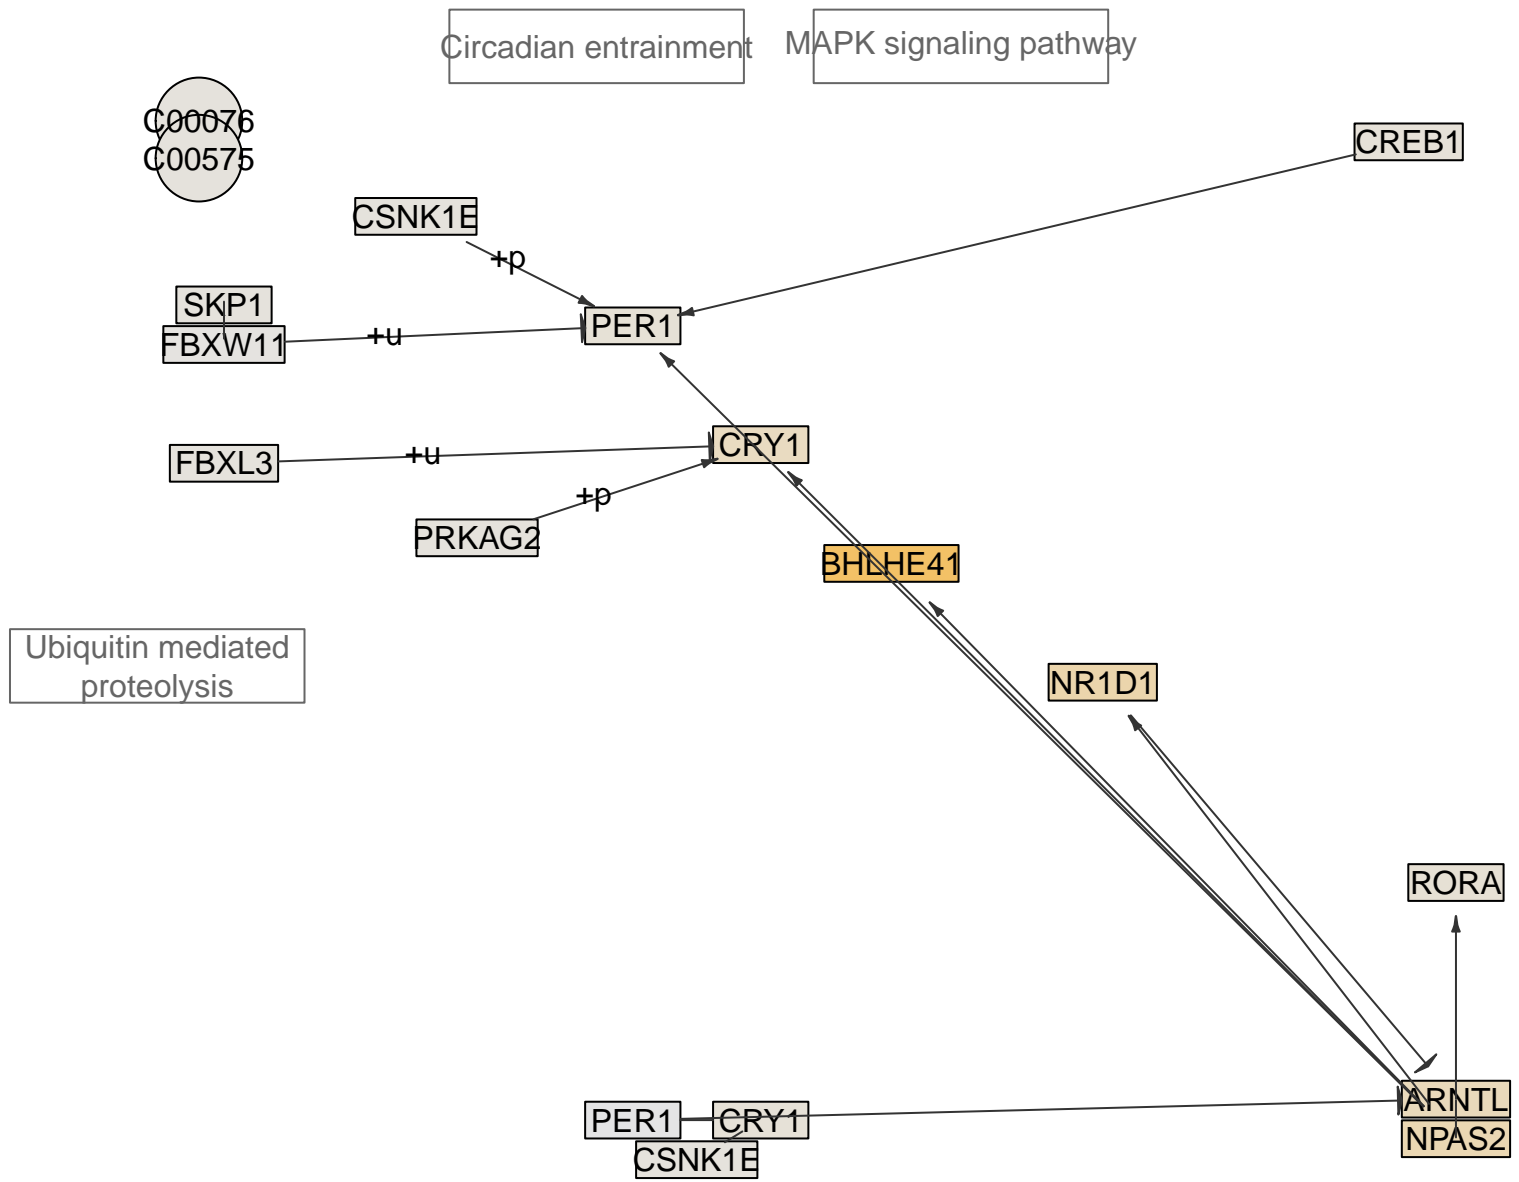 Circadian entrainment
MAPK signaling pathway
C00076
C00575
CREB1
CSNK1E
+p
SKP1
FBXW11
+u
PER1
CRY1
FBXL3
+u
+p
PRKAG2
BHLHE41
Ubiquitin mediated
proteolysis
NR1D1
RORA
ARNTL
NPAS2
PER1
CRY1
CSNK1E